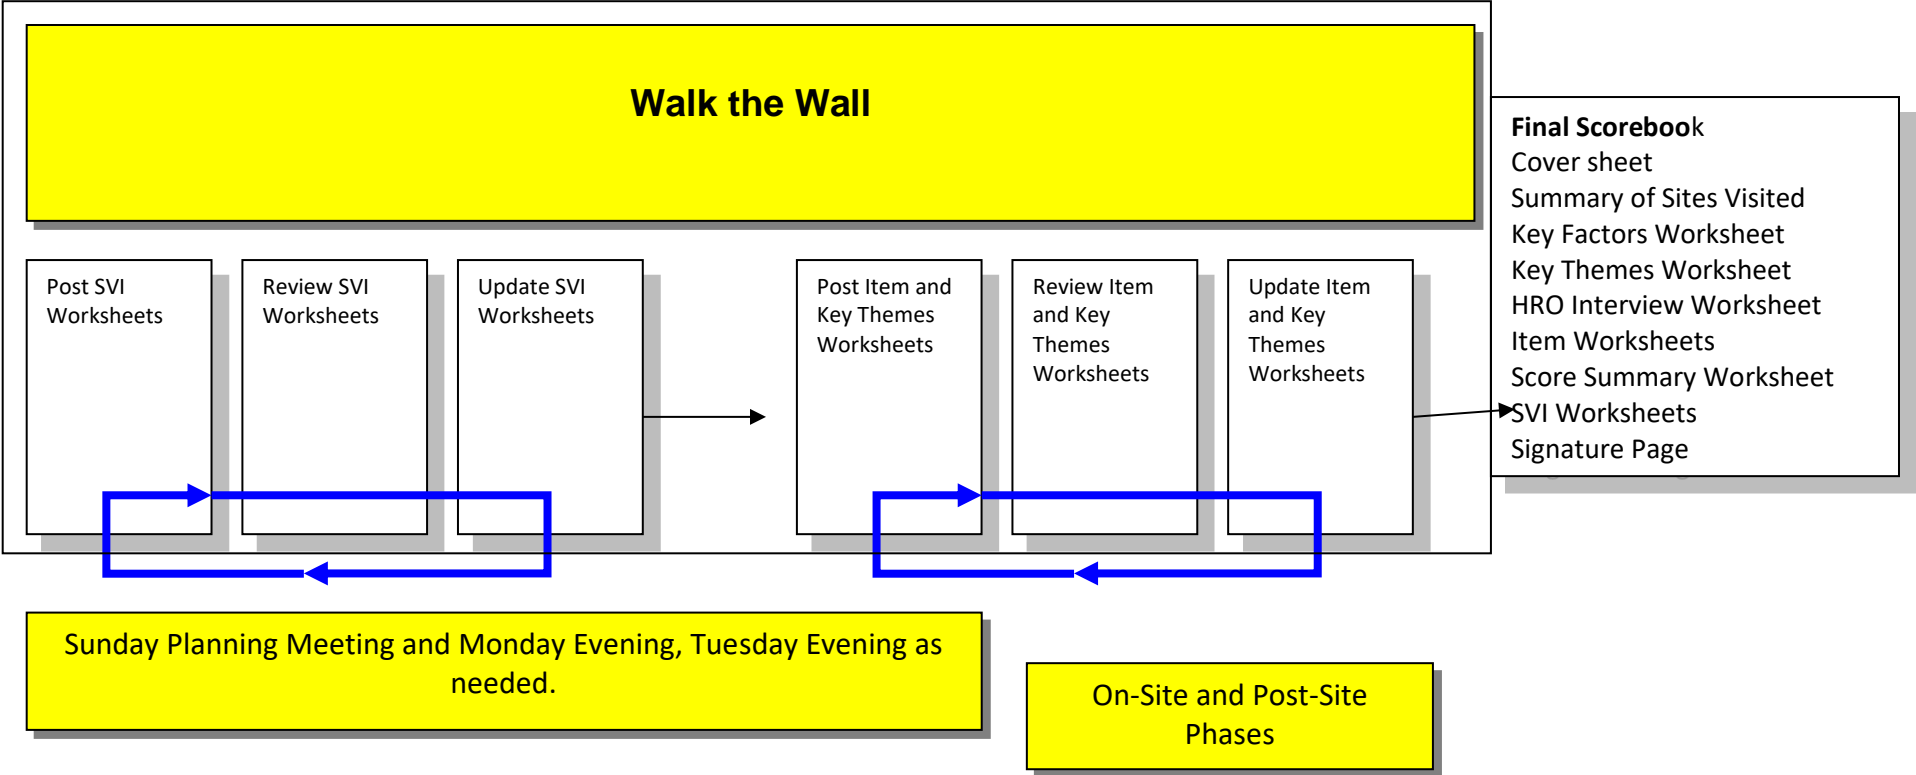 Walk the Wall
Post SVI
Worksheets
Review SVI
Worksheets
Update SVI
Worksheets
Post Item and
Key Themes
Worksheets
Review Item
and Key
Themes
Worksheets
Update Item
and Key
Themes
Worksheets
Final Scorebook
Cover sheet
Summary of Sites Visited
Key Factors Worksheet
Key Themes Worksheet
HRO Interview Worksheet
Item Worksheets
Score Summary Worksheet
SVI Worksheets
Signature Page
Sunday Planning Meeting and Monday Evening, Tuesday Evening as
needed.
On-Site and Post-Site
Phases